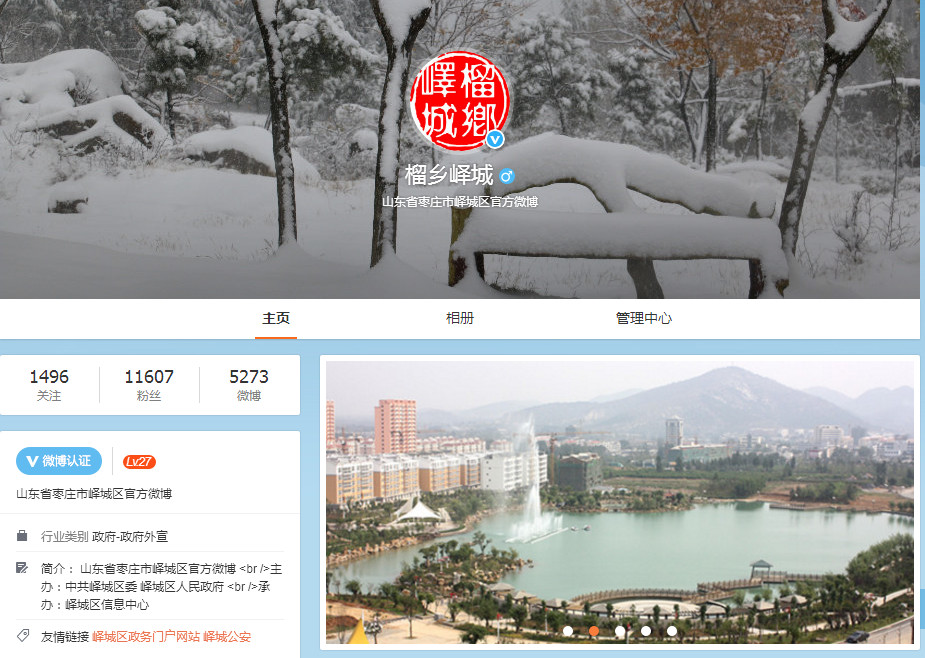 榴鄉
嶧城
榴乡峄城
山东省枣庄市峄城区官方微博
主页
相册
管理中心
1496
11607
5273
关注
粉丝
微博
V 微博认证
Lv27
山东省枣庄市峄城区官方微博
行业类别 政府-政府外宣
简介： 山东省枣庄市峄城区官方微博 <br />主
办：中共峄城区委 峄城区人民政府 <br />承
办：峄城区信息中心
友情链接 峄城区政务门户网站 峄城公安